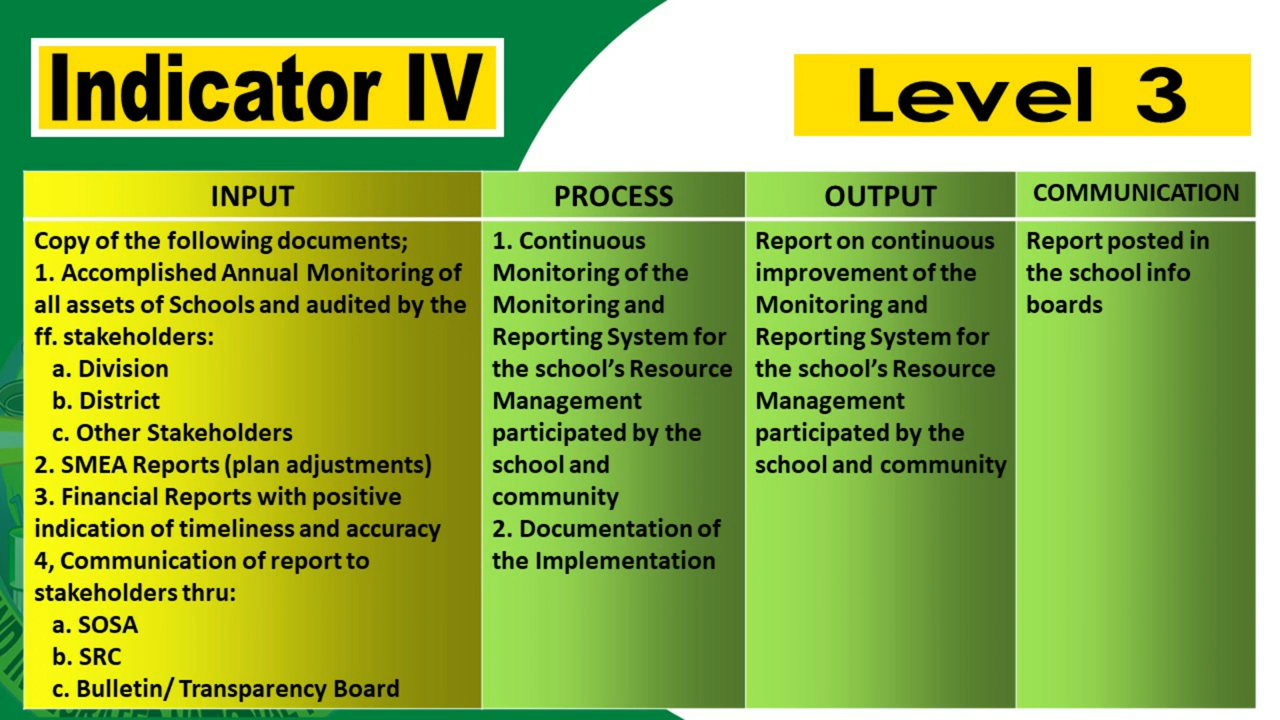 Indicator IV
Level 3
INPUT
Copy of the following documents;
1. Accomplished Annual Monitoring of
all assets of Schools and audited by the
ff. stakeholders:
a. Division
b. District
c. Other Stakeholders
2. SMEA Reports (plan adjustments)
3. Financial Reports with positive
indication of timeliness and accuracy
4, Communication of report to
stakeholders thru:
a. SOSA
b. SRC
c. Bulletin/ Transparency Board
PROCESS
1. Continuous
Monitoring of the
Monitoring and
Reporting System for
the school’s Resource
Management
participated by the
school and
community
2. Documentation of
the Implementation
OUTPUT
Report on continuous
improvement of the
Monitoring and
Reporting System for
the school’s Resource
Management
participated by the
school and community
COMMUNICATION
Report posted in
the school info
boards